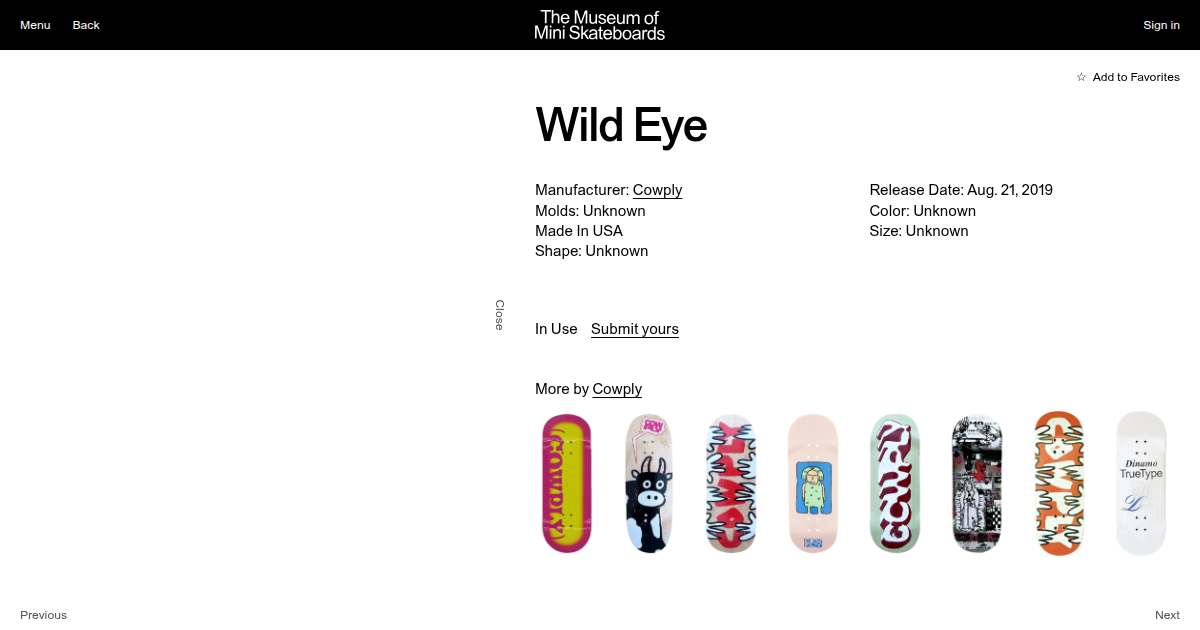 Menu
Back
The Museum of
Mini Skateboards
Sign in
☆ Add to Favorites
Wild Eye
Manufacturer: Cowply
Molds: Unknown
Made In USA
Shape: Unknown
Release Date: Aug. 21, 2019
Color: Unknown
Size: Unknown
Close
In Use
Submit yours
More by Cowply
COWPLY
COWPLY
COWPLY
Dinamo
TrueType
Previous
Next